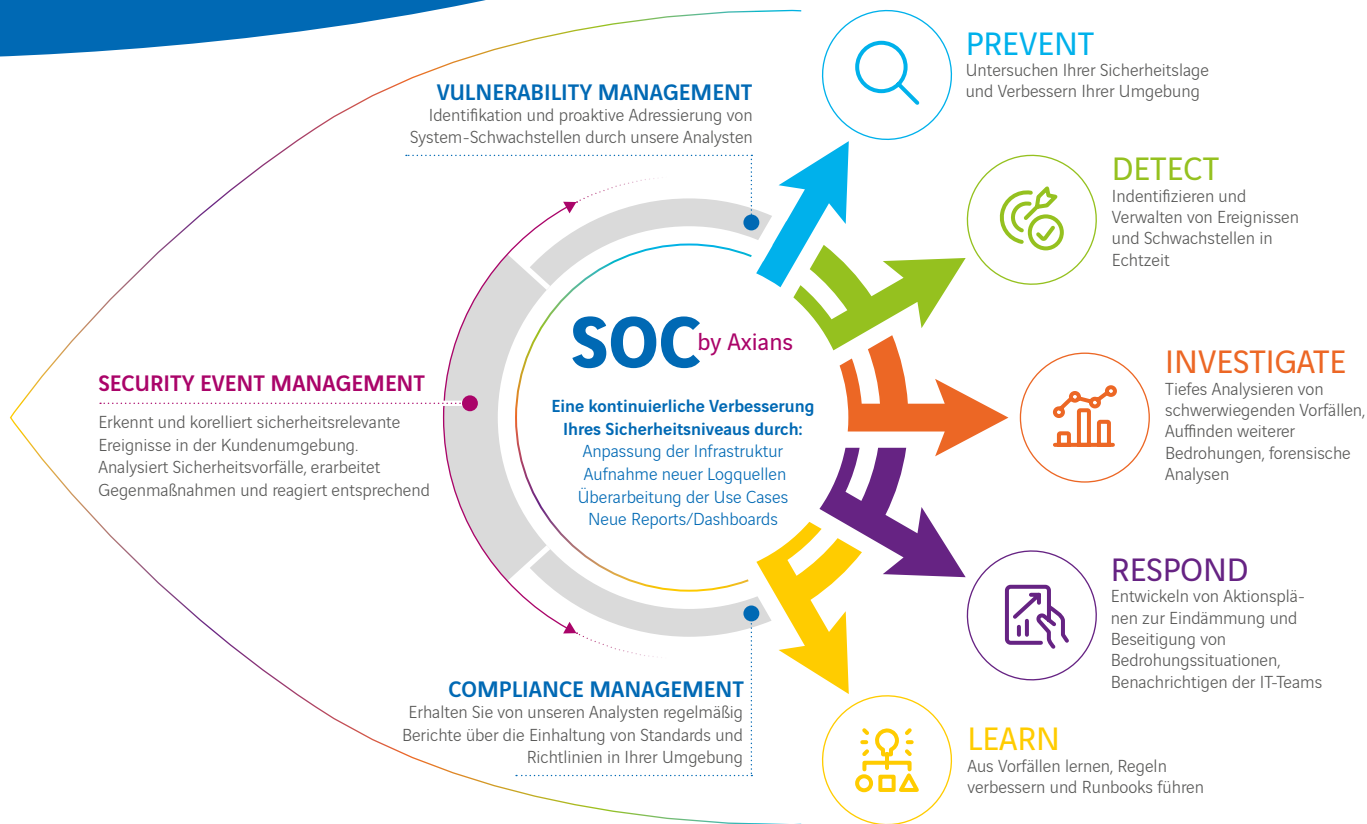 VULNERABILITY MANAGEMENT
Identifikation und proaktive Adressierung von
System-Schwachstellen durch unsere Analysten
SECURITY EVENT MANAGEMENT
Erkennt und korelliert sicherheitsrelevante
Ereignisse in der Kundenumgebung.
Analysiert Sicherheitsvorfälle, erarbeitet
Gegenmaßnahmen und reagiert entsprechend
COMPLIANCE MANAGEMENT
Erhalten Sie von unseren Analysten regelmäßig
Berichte über die Einhaltung von Standards und
Richtlinien in Ihrer Umgebung
SOC by Axians
Eine kontinuierliche Verbesserung
Ihres Sicherheitsniveaus durch:
Anpassung der Infrastruktur
Aufnahme neuer Logquellen
Überarbeitung der Use Cases
Neue Reports/Dashboards
PREVENT
Untersuchen Ihrer Sicherheitslage
und Verbessern Ihrer Umgebung
DETECT
Indentifizieren und
Verwalten von Ereignissen
und Schwachstellen in
Echtzeit
INVESTIGATE
Tiefes Analysieren von
schwerwiegenden Vorfällen,
Auffinden weiterer
Bedrohungen, forensische
Analysen
RESPOND
Entwickeln von Aktionsplä-
nen zur Eindämmung und
Beseitigung von
Bedrohungssituationen,
Benachrichtigen der IT-Teams
LEARN
Aus Vorfällen lernen, Regeln
verbessern und Runbooks führen